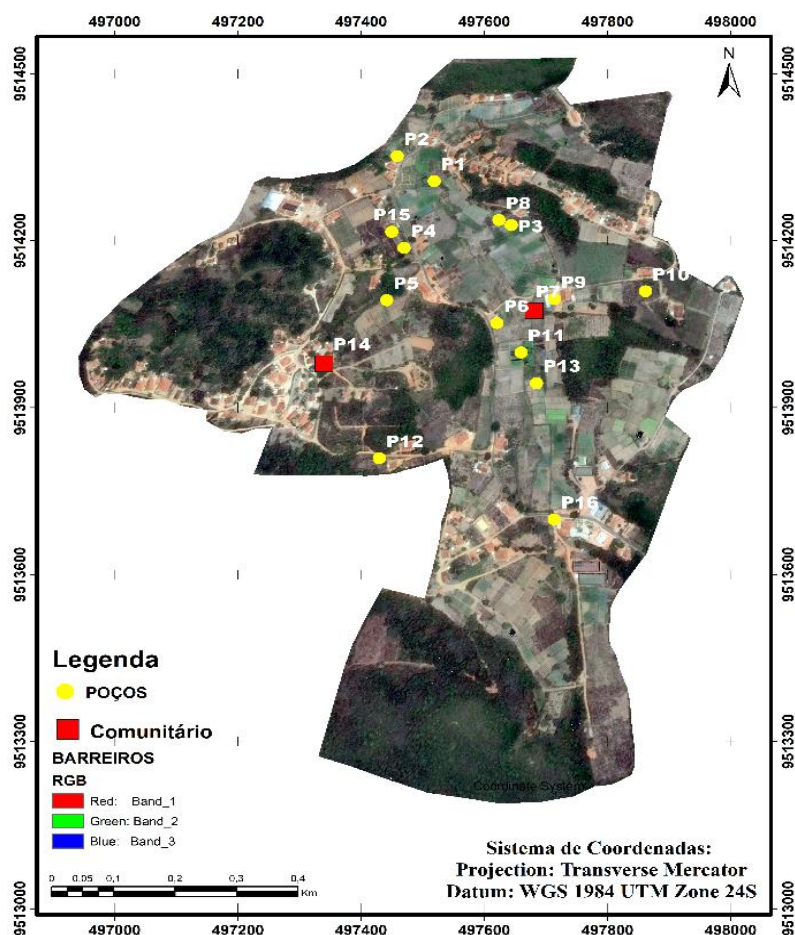 497000 497200 497400 497600 497800 498000
N
9514500
9514500
P2
P1
P8
P15
P3
P4
9514200
9514200
P10
P9
P5
P7
P6
P11
P14
P13
9513900
9513900
P12
P16
9513600
9513600
Legenda
POÇOS
Comunitário
BARREIROS
RGB
Red: Band_1
Green: Band_2
Blue: Band_3
9513300
9513300
Coordinate System
Sistema de Coordenadas:
Projection: Transverse Mercator
Datum: WGS 1984 UTM Zone 24S
0 0,05 0,1 0,2 0,3 0,4
Km
9513000
9513000
497000 497200 497400 497600 497800 498000